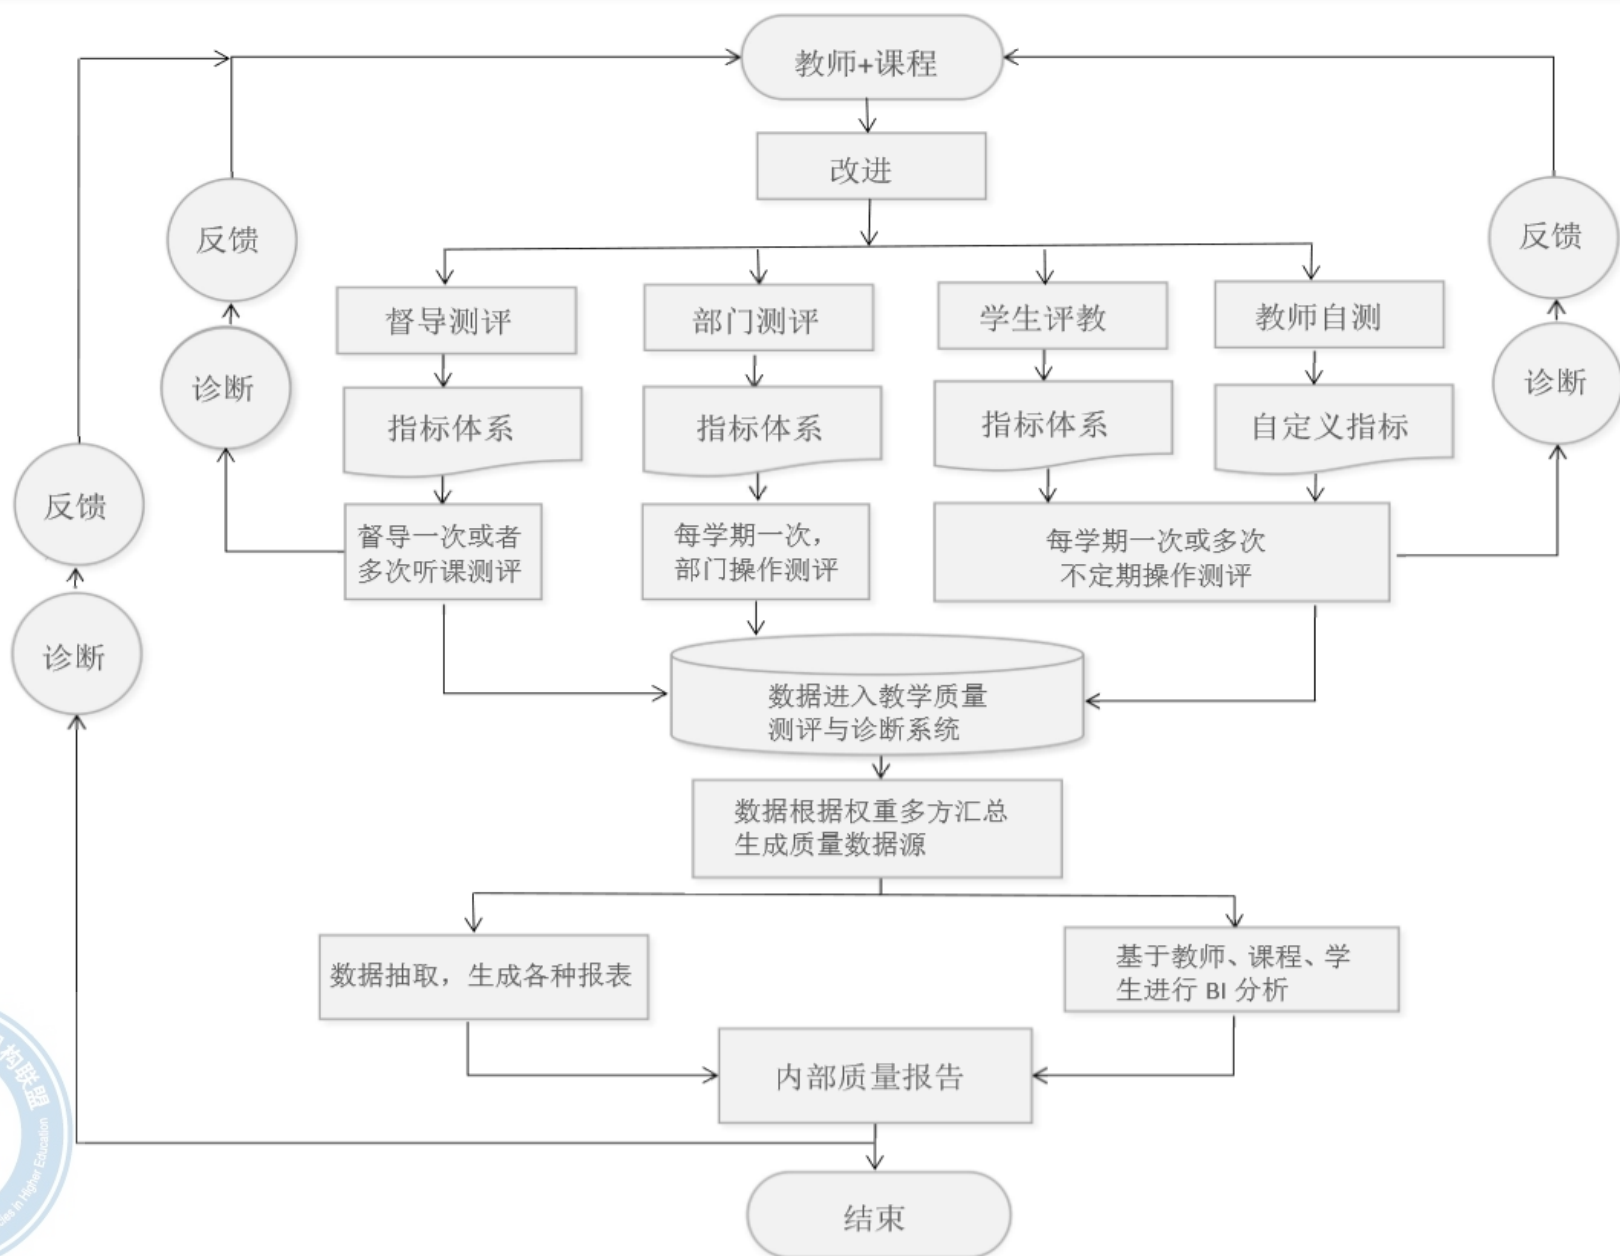 教师+课程
改进
反馈
反馈
督导测评
部门测评
学生评教
教师自测
诊断
诊断
指标体系
指标体系
指标体系
自定义指标
反馈
督导一次或者
多次听课测评
每学期一次，
部门操作测评
每学期一次或多次
不定期操作测评
诊断
数据进入教学质量
测评与诊断系统
数据根据权重多方汇总
生成质量数据源
数据抽取，生成各种报表
基于教师、课程、学
生进行 BI 分析
内部质量报告
构联盟
cies in Higher Education
结束